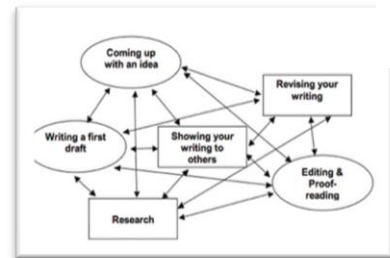 Coming up
with an idea
Revising your
writing
Writing a first
draft
Showing your
writing to
others
Editing &
Proof-
reading
Research